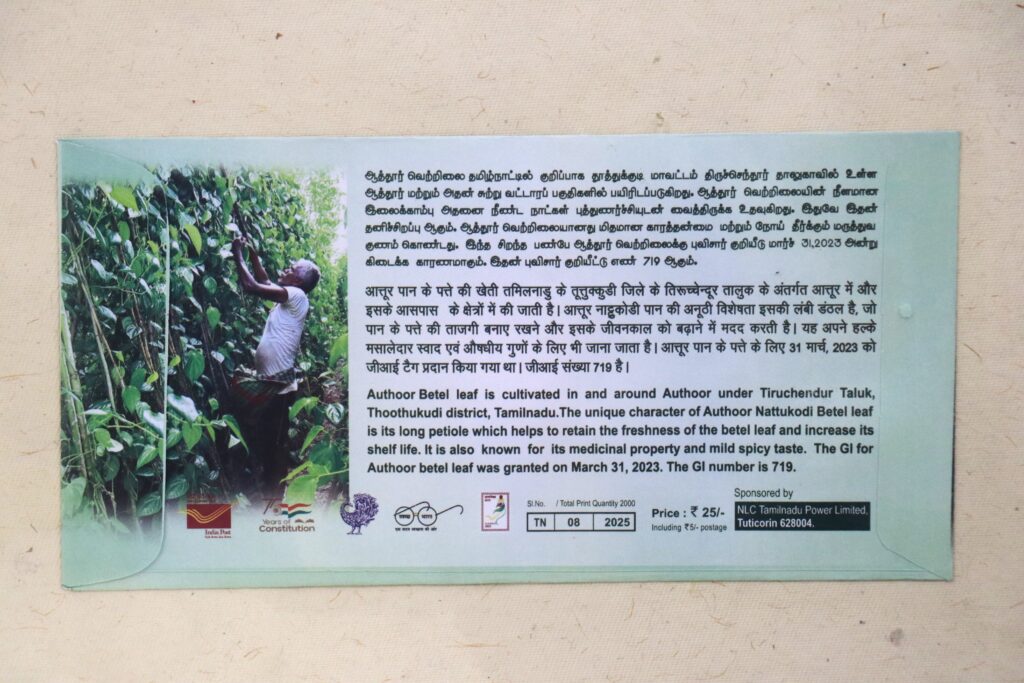 ஆத்தூர் வெற்றிலை தமிழ்நாட்டில் குறிப்பாக தூத்துக்குடி மாவட்டம் திருச்செந்தூர் தாலுகாவில் உள்ள
ஆத்தூர் மற்றும் அதன் சுற்று வட்டாரப் பகுதிகளில் பயிரிடப்படுகிறது. ஆத்தூர் வெற்றிலையின் நீளமான
இலைக்காம்பு அதனை நீண்ட நாட்கள் புத்துணர்ச்சியுடன் வைத்திருக்க உதவுகிறது. இதுவே இதன்
தனிச்சிறப்பு ஆகும். ஆத்தூர் வெற்றிலையானது மிதமான காரத்தன்மை மற்றும் நோய் தீர்க்கும் மருத்துவ
குணம் கொண்டது. இந்த சிறந்த பண்பே ஆத்தூர் வெற்றிலைக்கு புவிசார் குறியீடு மார்ச் 31,2023 அன்று
கிடைக்க காரணமாகும். இதன் புவிசார் குறியீட்டு எண் 719 ஆகும்.
आत्तूर पान के पत्ते की खेती तमिलनाडु के तूत्तुक्कुडी जिले के तिरूच्चेन्दूर तालुक के अंतर्गत आत्तूर में और
इसके आसपास के क्षेत्रों में की जाती है। आत्तूर नाट्टुकोडी पान की अनूठी विशेषता इसकी लंबी डंठल है, जो
पान के पत्ते की ताजगी बनाए रखने और इसके जीवनकाल को बढ़ाने में मदद करती है। यह अपने हल्के
मसालेदार स्वाद एवं औषधीय गुणों के लिए भी जाना जाता है। आत्तूर पान के पत्ते के लिए 31 मार्च, 2023 को
जीआई टैग प्रदान किया गया था। जीआई संख्या 719 है।
Authoor Betel leaf is cultivated in and around Authoor under Tiruchendur Taluk,
Thoothukudi district, Tamilnadu.The unique character of Authoor Nattukodi Betel leaf
is its long petiole which helps to retain the freshness of the betel leaf and increase its
shelf life. It is also known for its medicinal property and mild spicy taste. The GI for
Authoor betel leaf was granted on March 31, 2023. The GI number is 719.
India Post
Years of
Constitution
स्वच्छ भारत
एक कदम स्वच्छता की ओर
Sl.No. / Total Print Quantity 2000
TN 08 2025
Price : ₹ 25/-
Including ₹5/- postage
Sponsored by
NLC Tamilnadu Power Limited,
Tuticorin 628004.